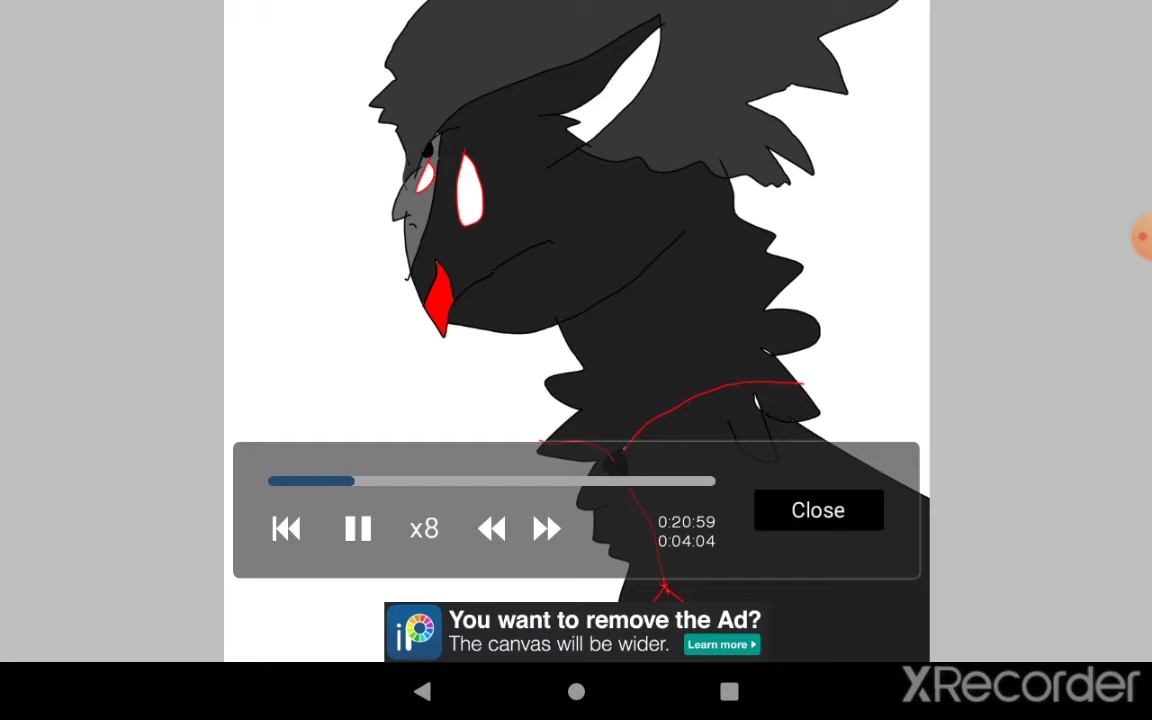 x8
0:20:59
0:04:04
Close
iP
You want to remove the Ad?
The canvas will be wider.
Learn more
XRecorder